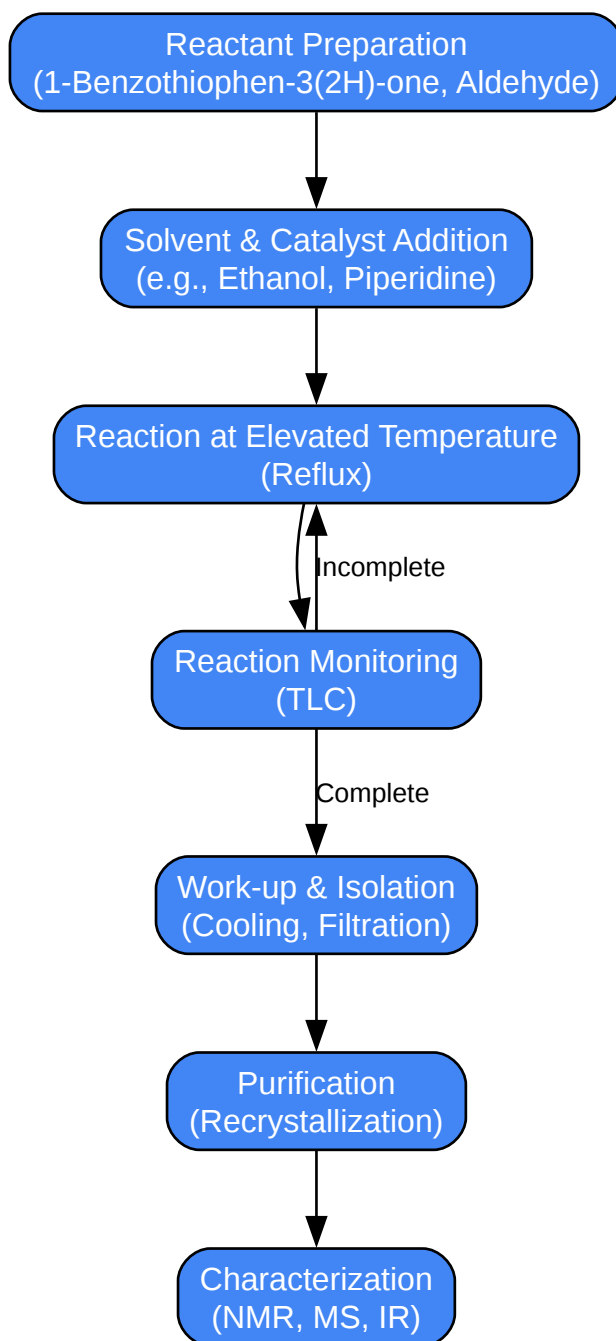 Reactant Preparation
(1-Benzothiophen-3(2H)-one, Aldehyde)
Solvent & Catalyst Addition
(e.g., Ethanol, Piperidine)
Reaction at Elevated Temperature
(Reflux)
Incomplete
Reaction Monitoring
(TLC)
Complete
Work-up & Isolation
(Cooling, Filtration)
Purification
(Recrystallization)
Characterization
(NMR, MS, IR)